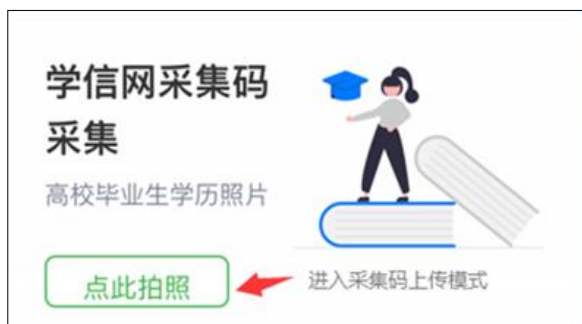 学信网采集码
采集
高校毕业生学历照片
点此拍照
进入采集码上传模式